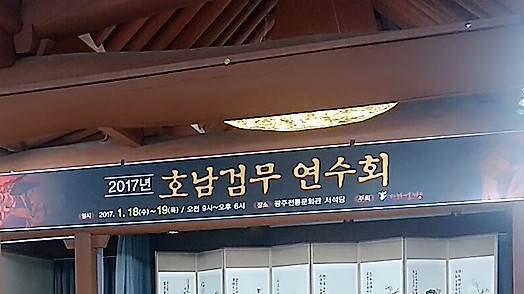 2017년 호남검무 연수회
일시 2017. 1. 18(수)~19(목) / 오전 9시~오후 6시 장소 광주전통문화관 서석당 주최